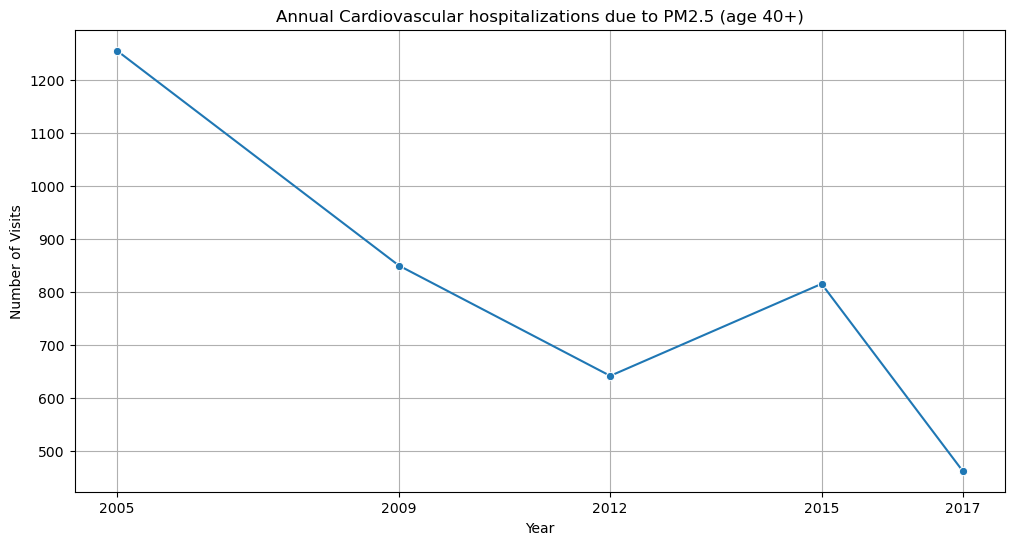 Annual Cardiovascular hospitalizations due to PM2.5 (age 40+)
Number of Visits
1200
1100
1000
900
800
700
600
500
2005 2009 2012 2015 2017
Year